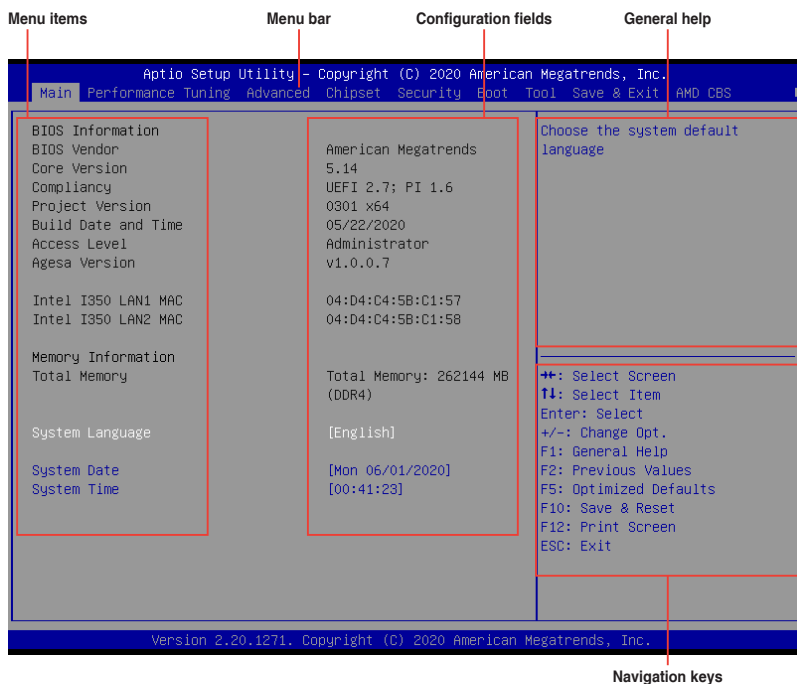 Menu items Menu bar Configuration fields General help
Aptio Setup Utility – Copyright (C) 2020 American Megatrends, Inc.
Main Performance Tuning Advanced Chipset Security Boot Tool Save & Exit AMD CBS
BIOS Information
BIOS Vendor American Megatrends
Core Version 5.14
Compliancy UEFI 2.7; PI 1.6
Project Version 0301 x64
Build Date and Time 05/22/2020
Access Level Administrator
Agesa Version v1.0.0.7
Intel I350 LAN1 MAC 04:D4:C4:5B:C1:57
Intel I350 LAN2 MAC 04:D4:C4:5B:C1:58
Memory Information
Total Memory Total Memory: 262144 MB
(DDR4)
System Language [English]
System Date [Mon 06/01/2020]
System Time [00:41:23]
Choose the system default
language
→←: Select Screen
↑↓: Select Item
Enter: Select
+/-: Change Opt.
F1: General Help
F2: Previous Values
F5: Optimized Defaults
F10: Save & Reset
F12: Print Screen
ESC: Exit
Version 2.20.1271. Copyright (C) 2020 American Megatrends, Inc.
Navigation keys